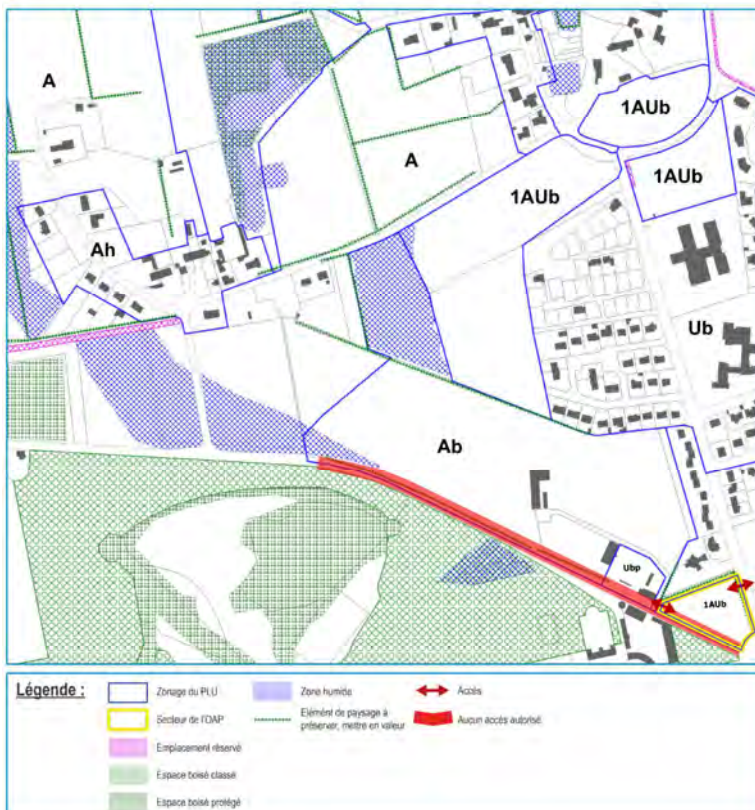 A
1AUb
A
1AUb
1AUb
Ah
Ub
Ab
Ubp
1AUb
Légende :
Zonage du PLU
Zone humide
Accès
Secteur de l'OAP
Elément de paysage à
préserver, mettre en valeur
Aucun accès autorisé
Emplacement réservé
Espace boisé classé
Espace boisé protégé